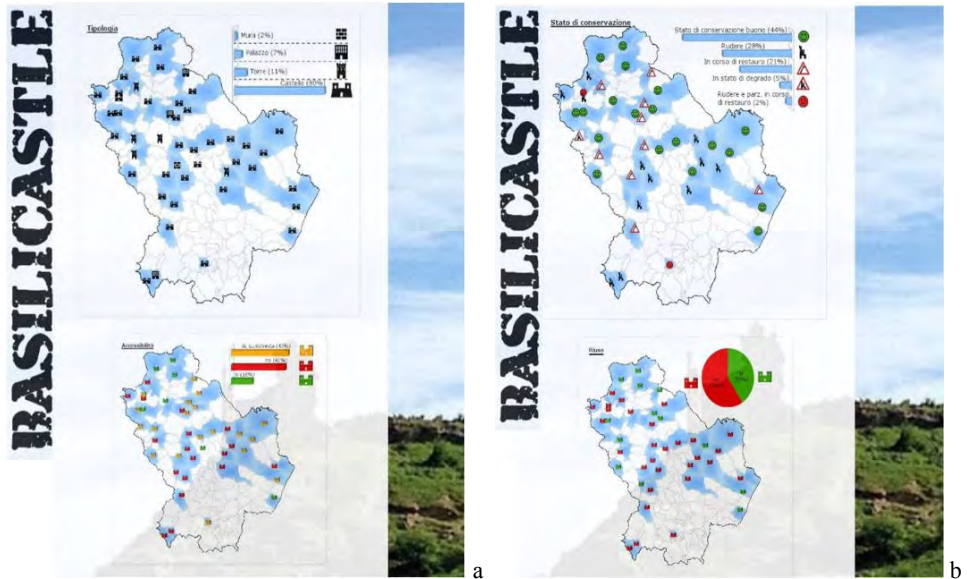 BASILICASTLE
Tipologia
Mura (2%)
Palazzo (7%)
Torre (11%)
Castello (80%)
Accessibilità
a
BASILICASTLE
Stato di conservazione
Stato di conservazione buono (44%)
Rudere (28%)
In corso di restauro (21%)
In stato di degrado (5%)
Rudere e parz. in corso
di restauro (2%)
Riuso
b